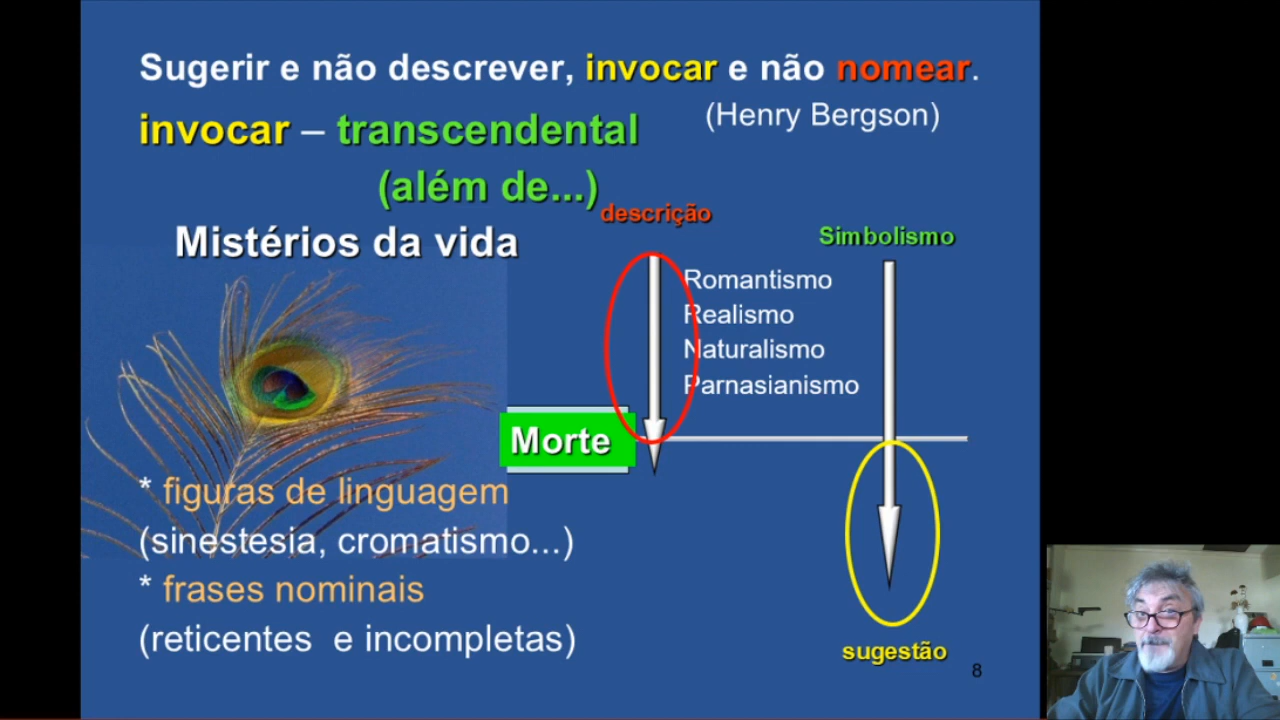 Sugerir e não descrever, invocar e não nomear.
(Henry Bergson)
invocar – transcendental
(além de...)
descrição
Mistérios da vida
Simbolismo
Romantismo
Realismo
Naturalismo
Parnasianismo
Morte
* figuras de linguagem
(sinestesia, cromatismo...)
* frases nominais
(reticentes e incompletas)
sugestão
8